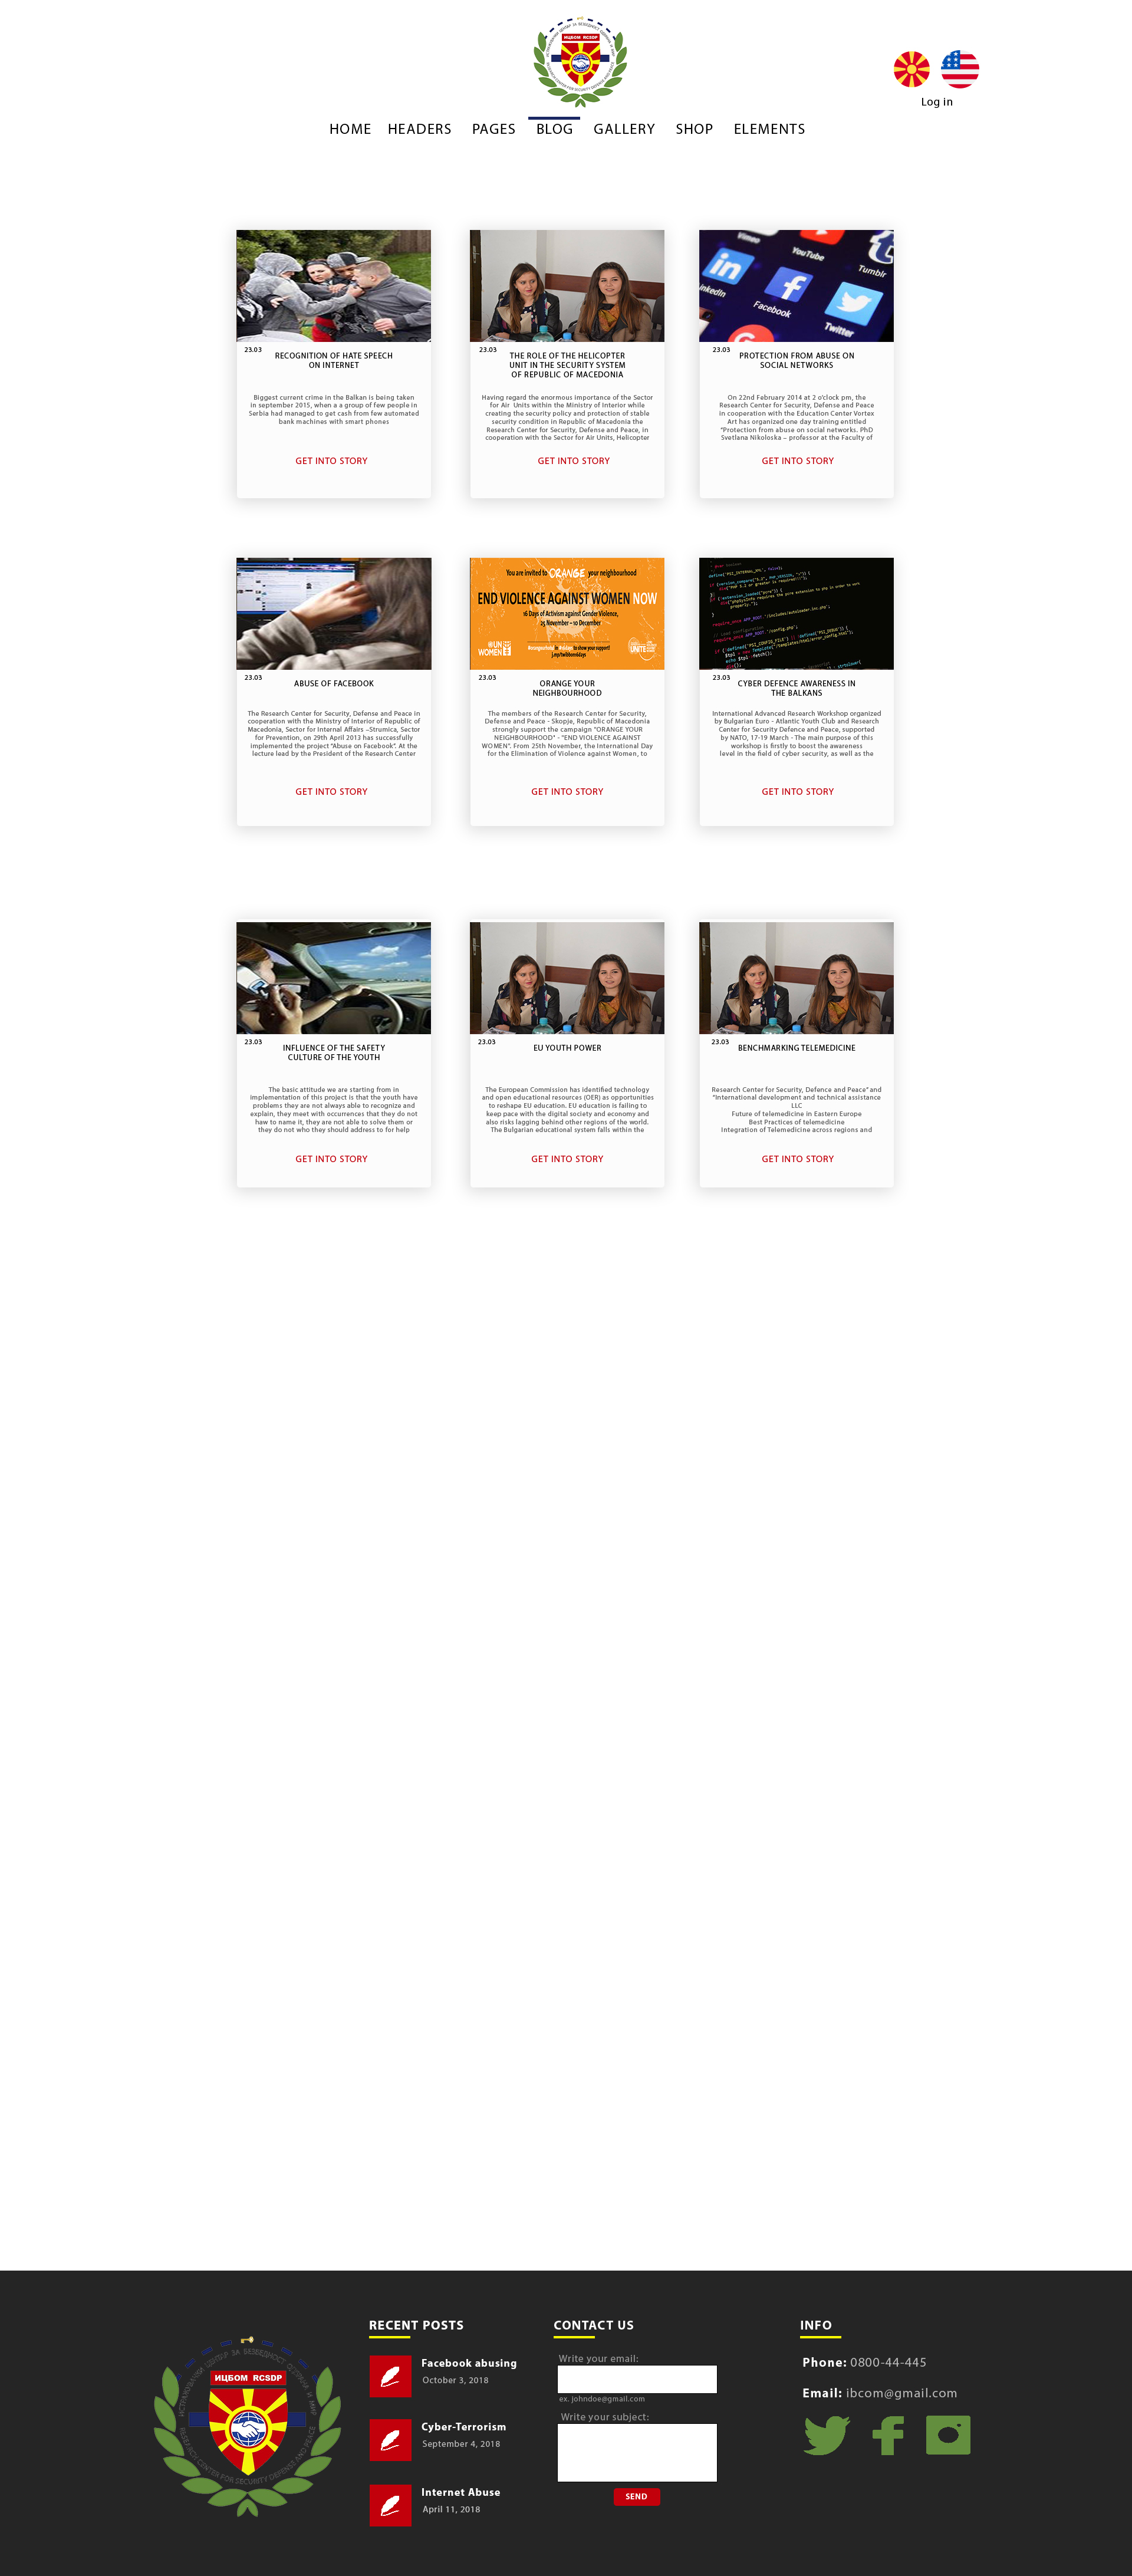 ИЦБОМ RCSDP
Log in
HOME HEADERS PAGES BLOG GALLERY SHOP ELEMENTS
Vimeo
YouTube
Tumblr
LinkedIn
Facebook
Twitter
23.03
RECOGNITION OF HATE SPEECH
ON INTERNET
Biggest current crime in the Balkan is being taken
in september 2015, when a a group of few people in
Serbia had managed to get cash from few automated
bank machines with smart phones
GET INTO STORY
23.03
THE ROLE OF THE HELICOPTER
UNIT IN THE SECURITY SYSTEM
OF REPUBLIC OF MACEDONIA
Having regard the enormous importance of the Sector
for Air Units within the Ministry of Interior while
creating the security policy and protection of stable
security condition in Republic of Macedonia the
Research Center for Security, Defense and Peace, in
cooperation with the Sector for Air Units, Helicopter
GET INTO STORY
23.03
PROTECTION FROM ABUSE ON
SOCIAL NETWORKS
On 22nd February 2014 at 2 o'clock pm, the
Research Center for Security, Defense and Peace
in cooperation with the Education Center Vortex
Art has organized one day training entitled
"Protection from abuse on social networks. PhD
Svetlana Nikoloska – professor at the Faculty of
GET INTO STORY
23.03
ABUSE OF FACEBOOK
The Research Center for Security, Defense and Peace in
cooperation with the Ministry of Interior of Republic of
Macedonia, Sector for Internal Affairs –Strumica, Sector
for Prevention, on 29th April 2013 has successfully
implemented the project "Abuse on Facebook". At the
lecture lead by the President of the Research Center
GET INTO STORY
You are invited to ORANGE your neighbourhood
END VIOLENCE AGAINST WOMEN NOW
16 Days of Activism against Gender Violence,
25 November – 10 December
UN
WOMEN
UNITE
23.03
ORANGE YOUR
NEIGHBOURHOOD
The members of the Research Center for Security,
Defense and Peace - Skopje, Republic of Macedonia
strongly support the campaign "ORANGE YOUR
NEIGHBOURHOOD" - "END VIOLENCE AGAINST
WOMEN". From 25th November, the International Day
for the Elimination of Violence against Women, to
GET INTO STORY
23.03
CYBER DEFENCE AWARENESS IN
THE BALKANS
International Advanced Research Workshop organized
by Bulgarian Euro - Atlantic Youth Club and Research
Center for Security Defence and Peace, supported
by NATO, 17-19 March - The main purpose of this
workshop is firstly to boost the awareness
level in the field of cyber security, as well as the
GET INTO STORY
23.03
INFLUENCE OF THE SAFETY
CULTURE OF THE YOUTH
The basic attitude we are starting from in
implementation of this project is that the youth have
problems they are not always able to recognize and
explain, they meet with occurrences that they do not
haw to name it, they are not able to solve them or
they do not who they should address to for help
GET INTO STORY
23.03
EU YOUTH POWER
The European Commission has identified technology
and open educational resources (OER) as opportunities
to reshape EU education. EU education is failing to
keep pace with the digital society and economy and
also risks lagging behind other regions of the world.
The Bulgarian educational system falls within the
GET INTO STORY
23.03
BENCHMARKING TELEMEDICINE
Research Center for Security, Defence and Peace" and
"International development and technical assistance
LLC
Future of telemedicine in Eastern Europe
Best Practices of telemedicine
Integration of Telemedicine across regions and
GET INTO STORY
ИСТРАЖУВАЧКИ ЦЕНТАР ЗА БЕЗБЕДНОСТ ОДБРАНА И МИР
ИЦБОМ RCSDP
RESEARCH CENTER FOR SECURITY DEFENSE AND PEACE
RECENT POSTS
Facebook abusing
October 3, 2018
Cyber-Terrorism
September 4, 2018
Internet Abuse
April 11, 2018
CONTACT US
Write your email:
ex. johndoe@gmail.com
Write your subject:
SEND
INFO
Phone: 0800-44-445
Email: ibcom@gmail.com